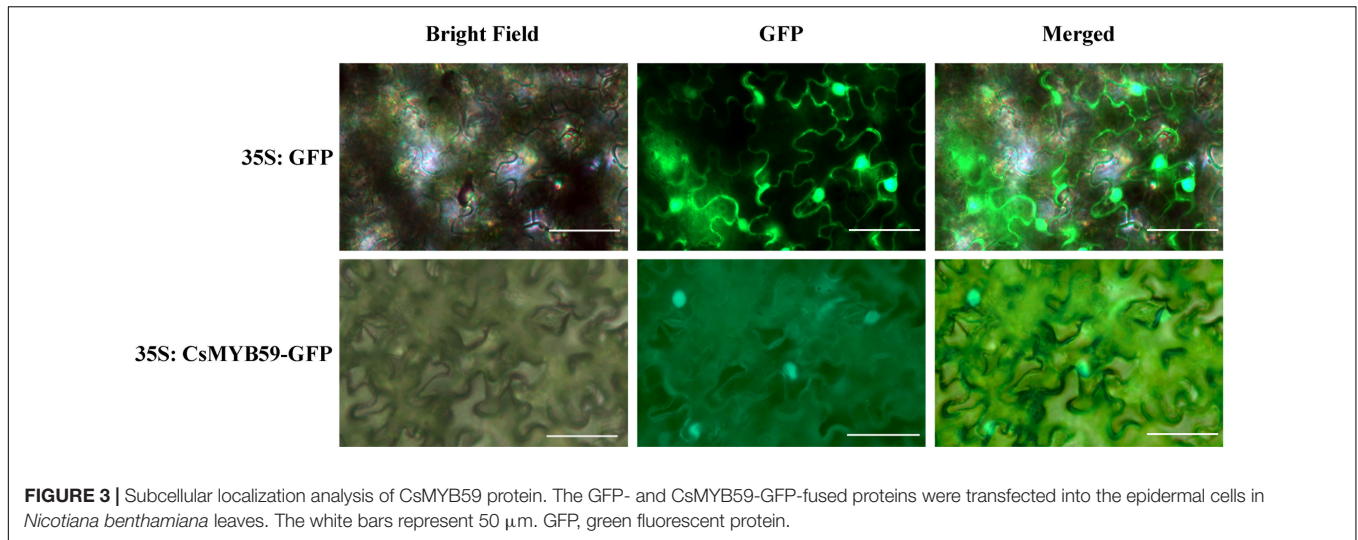 Bright Field GFP Merged
35S: GFP
35S: CsMYB59-GFP
FIGURE 3 | Subcellular localization analysis of CsMYB59 protein. The GFP- and CsMYB59-GFP-fused proteins were transfected into the epidermal cells in
Nicotiana benthamiana leaves. The white bars represent 50 μm. GFP, green fluorescent protein.